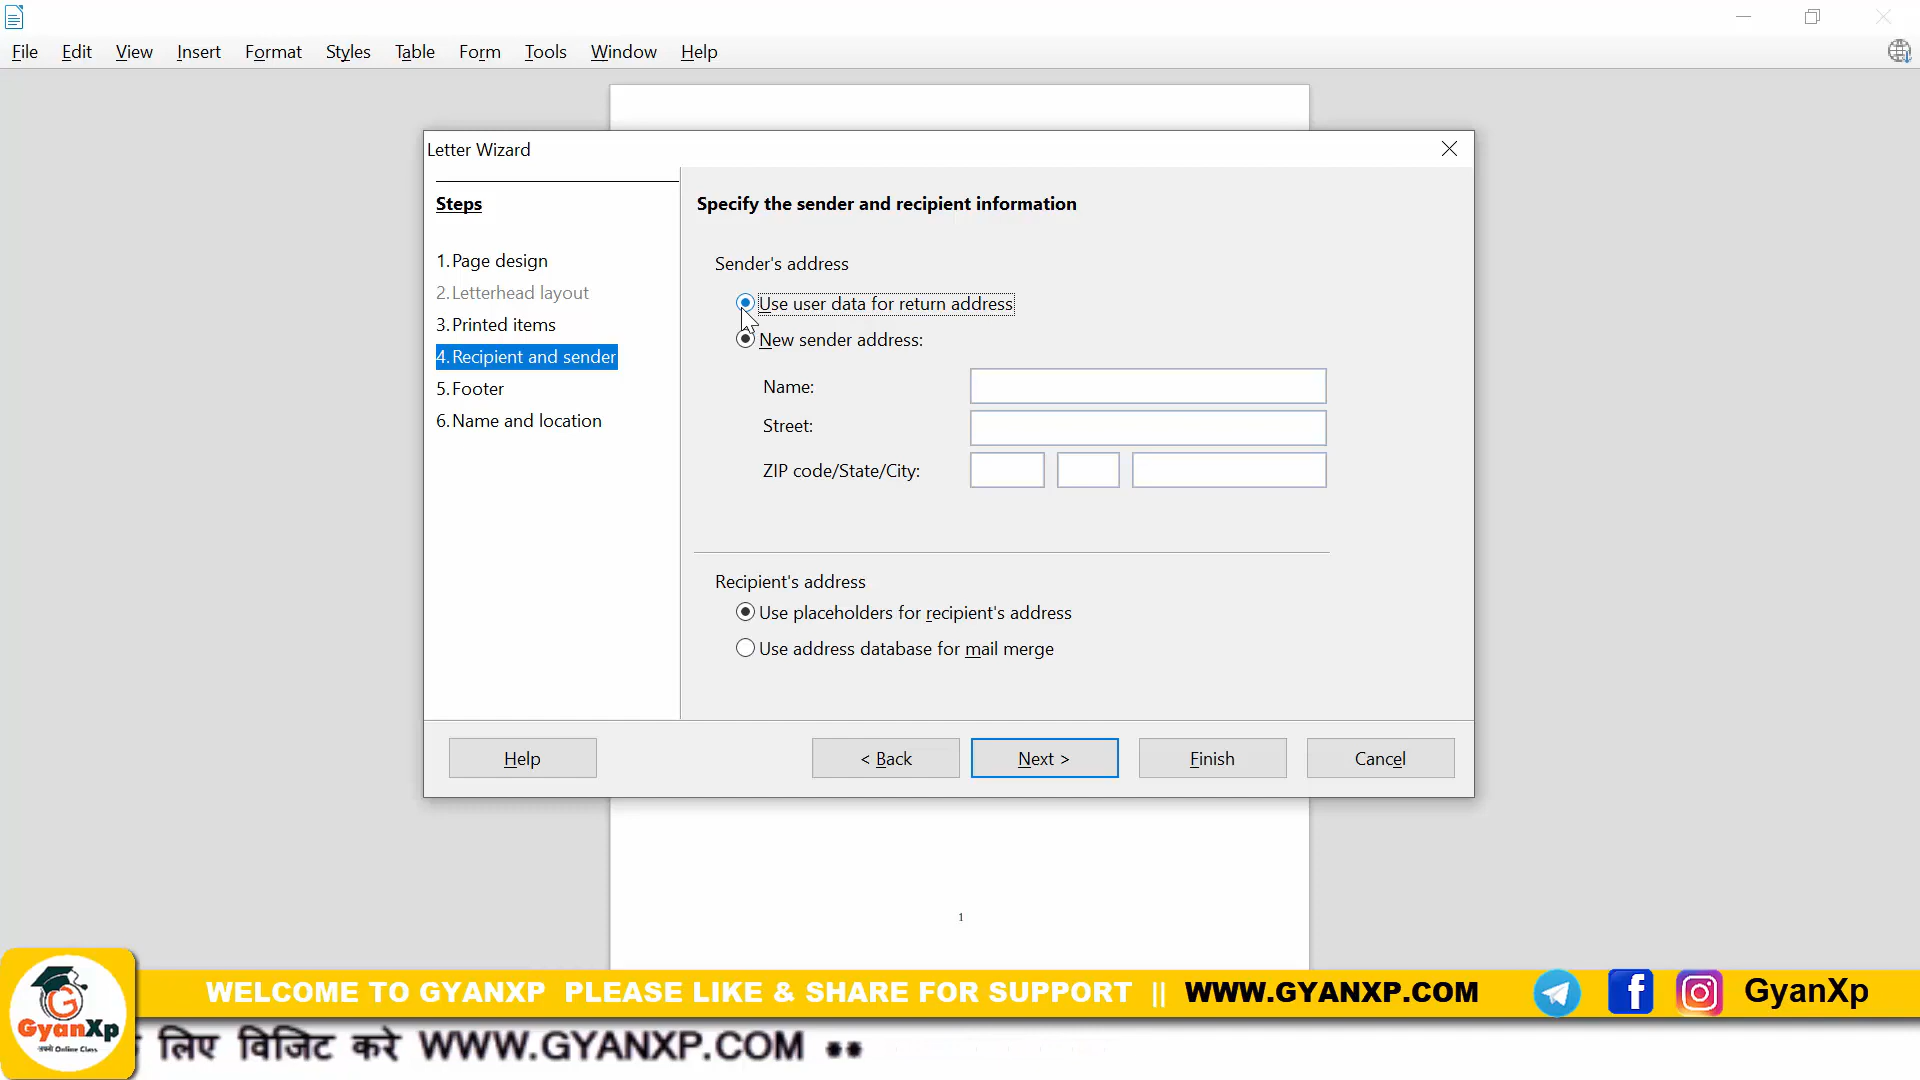 File Edit View Insert Format Styles Table Form Tools Window Help
Letter Wizard
Steps
1.Page design
2.Letterhead layout
3.Printed items
4.Recipient and sender
5.Footer
6.Name and location
Specify the sender and recipient information
Sender's address
Use user data for return address
New sender address:
Name:
Street:
ZIP code/State/City:
Recipient's address
Use placeholders for recipient's address
Use address database for mail merge
Help
< Back
Next >
Finish
Cancel
1
WELCOME TO GYANXP PLEASE LIKE & SHARE FOR SUPPORT || WWW.GYANXP.COM
GyanXp
GyanXp
लिए विजिट करे WWW.GYANXP.COM